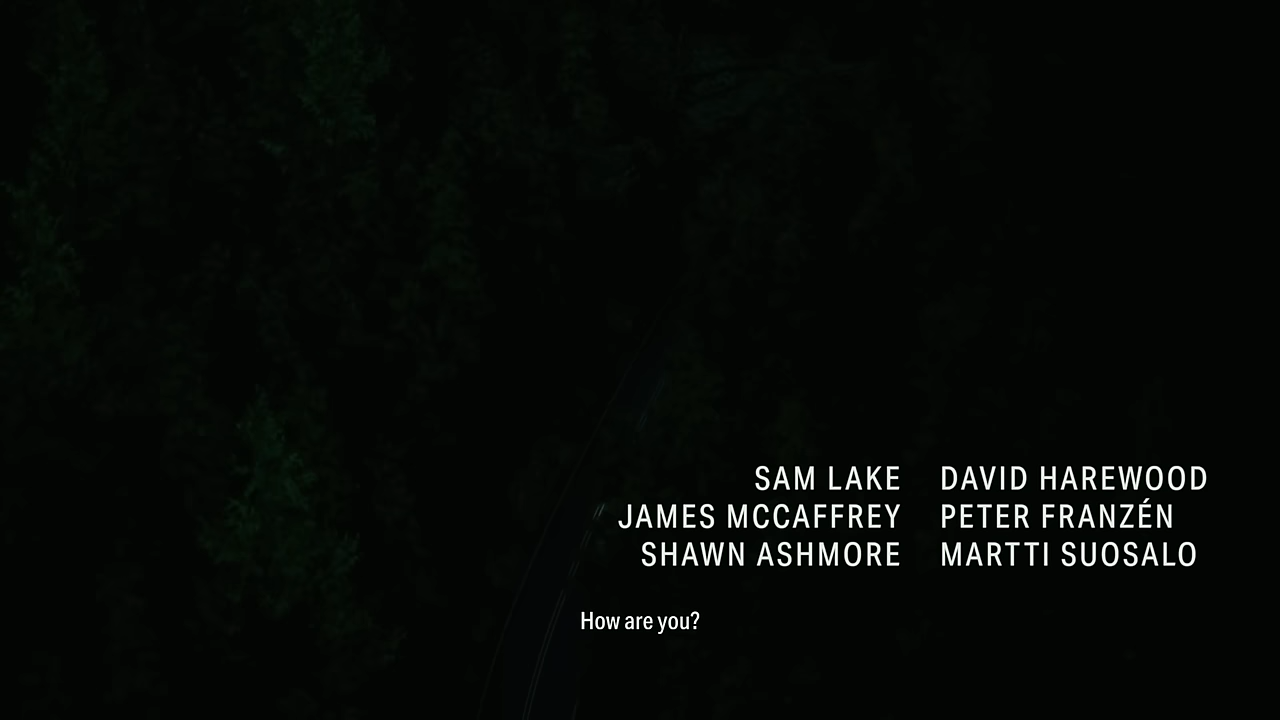 SAM LAKE DAVID HAREWOOD
JAMES MCCAFFREY PETER FRANZÉN
SHAWN ASHMORE MARTTI SUOSALO
How are you?